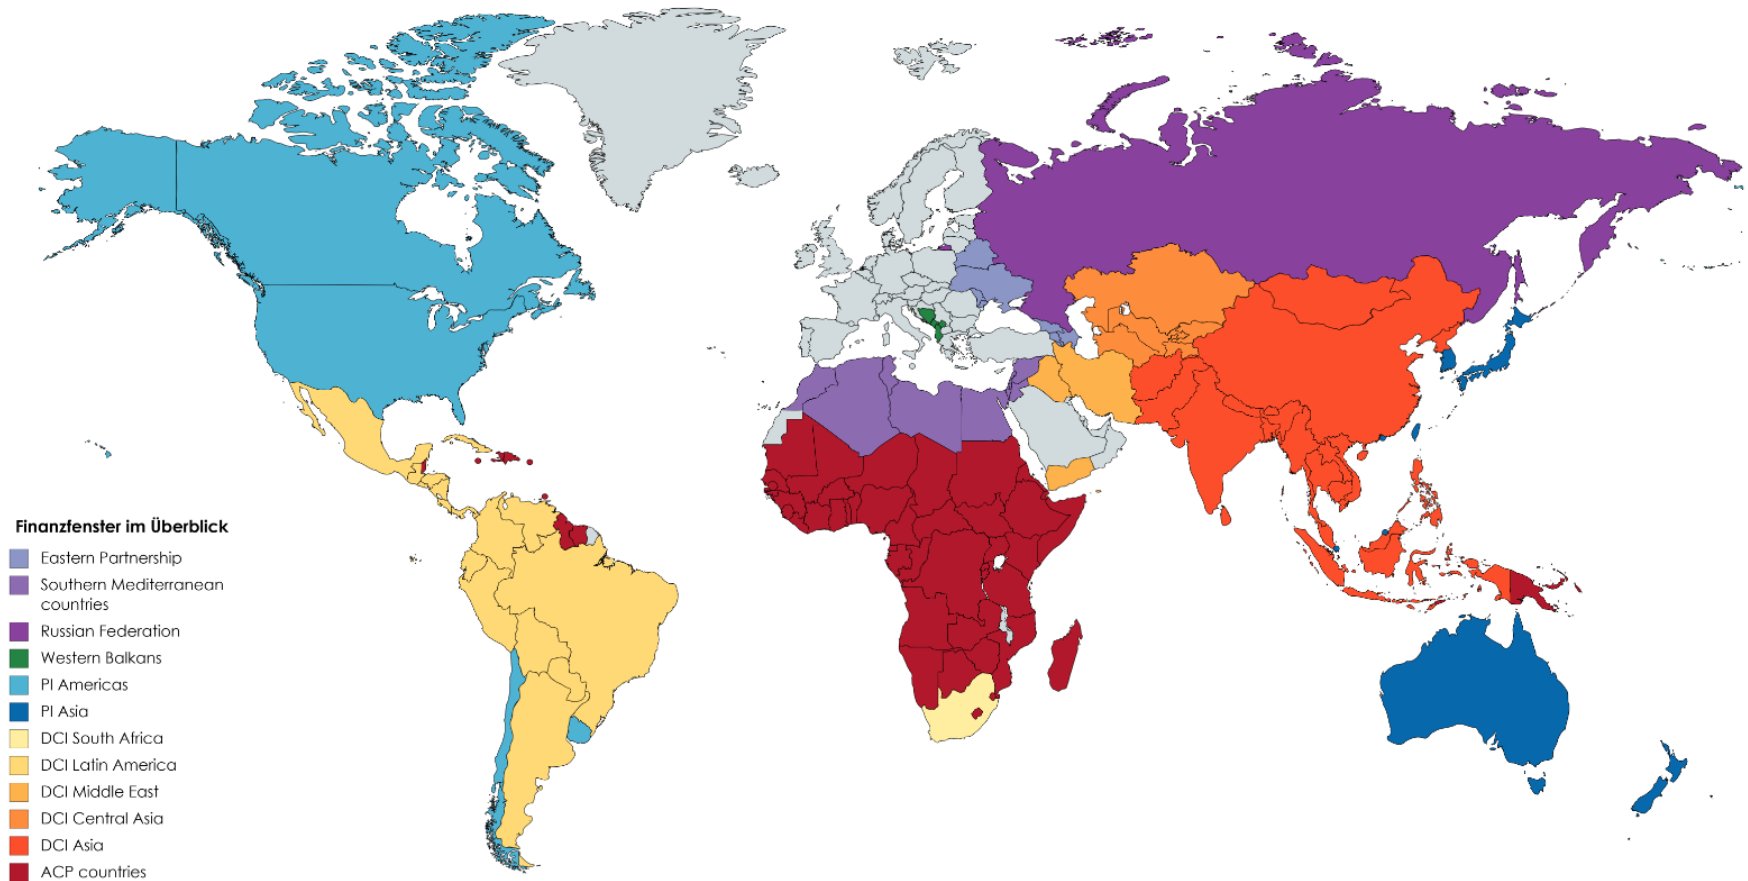 Finanzfenster im Überblick
Eastern Partnership
Southern Mediterranean
countries
Russian Federation
Western Balkans
PI Americas
PI Asia
DCI South Africa
DCI Latin America
DCI Middle East
DCI Central Asia
DCI Asia
ACP countries